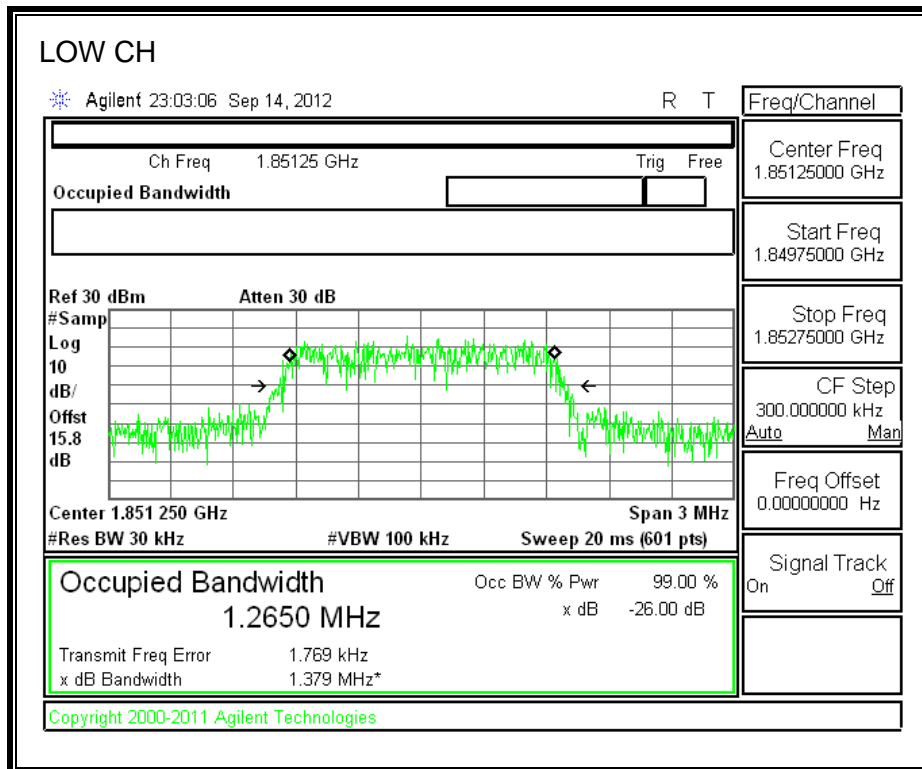 LOW CH
Agilent 23:03:06 Sep 14, 2012 R T
Freq/Channel
Ch Freq 1.85125 GHz Trig Free
Occupied Bandwidth
Center Freq
1.85125000 GHz
Start Freq
1.84975000 GHz
Stop Freq
1.85275000 GHz
CF Step
300.000000 kHz
Auto Man
Freq Offset
0.00000000 Hz
Signal Track
On Off
Ref 30 dBm Atten 30 dB
#Samp
Log
10
dB/
Offst
15.8
dB
Center 1.851 250 GHz Span 3 MHz
#Res BW 30 kHz #VBW 100 kHz Sweep 20 ms (601 pts)
Occupied Bandwidth Occ BW % Pwr 99.00 %
1.2650 MHz x dB -26.00 dB
Transmit Freq Error 1.769 kHz
x dB Bandwidth 1.379 MHz*
Copyright 2000-2011 Agilent Technologies